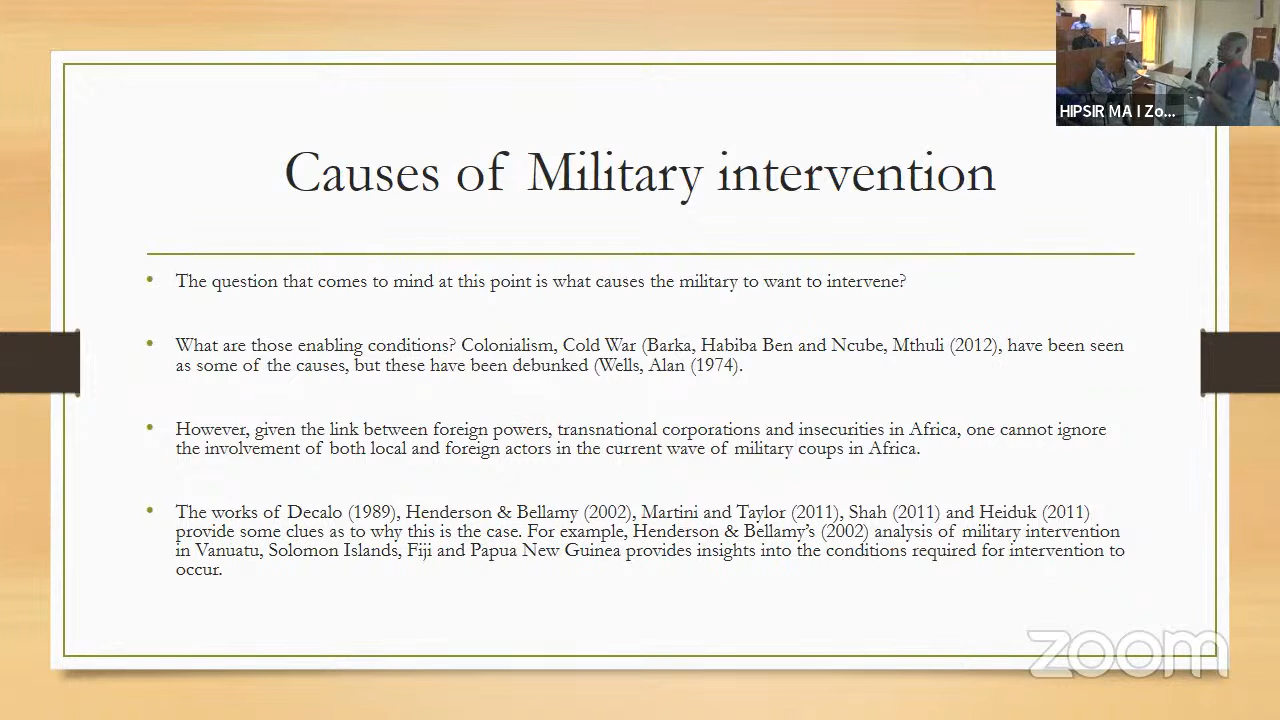 HIPSIR MA I Zo...
Causes of Military intervention
• The question that comes to mind at this point is what causes the military to want to intervene?
• What are those enabling conditions? Colonialism, Cold War (Barka, Habiba Ben and Ncube, Mthuli (2012), have been seen
as some of the causes, but these have been debunked (Wells, Alan (1974).
• However, given the link between foreign powers, transnational corporations and insecurities in Africa, one cannot ignore
the involvement of both local and foreign actors in the current wave of military coups in Africa.
• The works of Decalo (1989), Henderson & Bellamy (2002), Martini and Taylor (2011), Shah (2011) and Heiduk (2011)
provide some clues as to why this is the case. For example, Henderson & Bellamy’s (2002) analysis of military intervention
in Vanuatu, Solomon Islands, Fiji and Papua New Guinea provides insights into the conditions required for intervention to
occur.
zoom